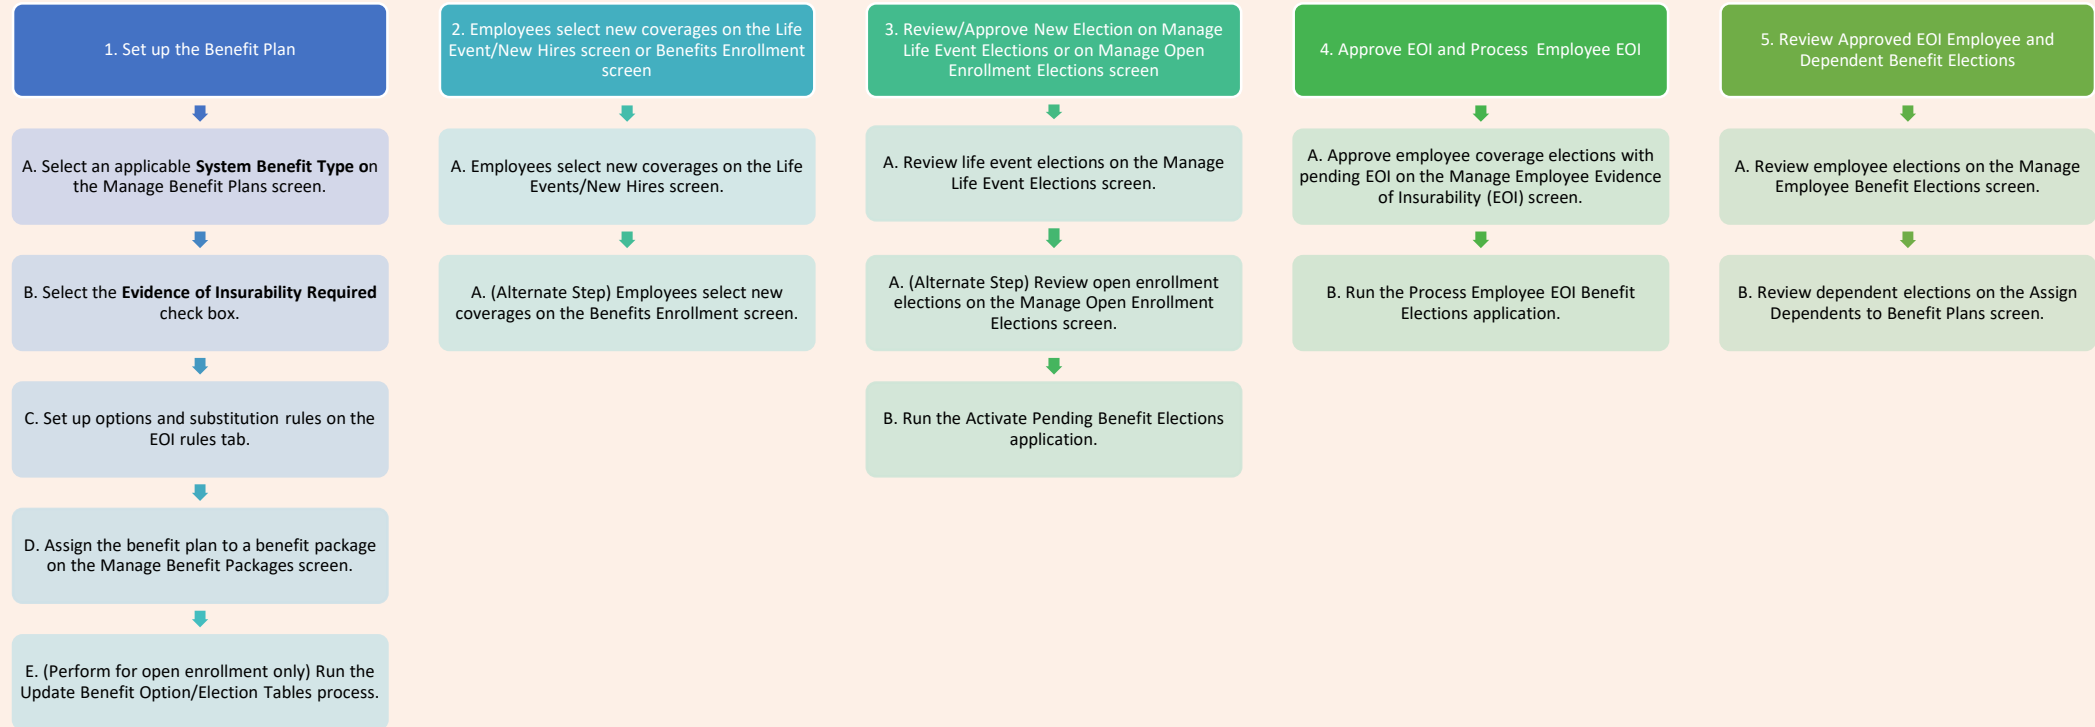 1. Set up the Benefit Plan
A. Select an applicable System Benefit Type on
the Manage Benefit Plans screen.
B. Select the Evidence of Insurability Required
check box.
C. Set up options and substitution rules on the
EOI rules tab.
D. Assign the benefit plan to a benefit package
on the Manage Benefit Packages screen.
E. (Perform for open enrollment only) Run the
Update Benefit Option/Election Tables process.
2. Employees select new coverages on the Life
Event/New Hires screen or Benefits Enrollment
screen
A. Employees select new coverages on the Life
Events/New Hires screen.
A. (Alternate Step) Employees select new
coverages on the Benefits Enrollment screen.
3. Review/Approve New Election on Manage
Life Event Elections or on Manage Open
Enrollment Elections screen
A. Review life event elections on the Manage
Life Event Elections screen.
A. (Alternate Step) Review open enrollment
elections on the Manage Open Enrollment
Elections screen.
B. Run the Activate Pending Benefit Elections
application.
4. Approve EOI and Process Employee EOI
A. Approve employee coverage elections with
pending EOI on the Manage Employee Evidence
of Insurability (EOI) screen.
B. Run the Process Employee EOI Benefit
Elections application.
5. Review Approved EOI Employee and
Dependent Benefit Elections
A. Review employee elections on the Manage
Employee Benefit Elections screen.
B. Review dependent elections on the Assign
Dependents to Benefit Plans screen.